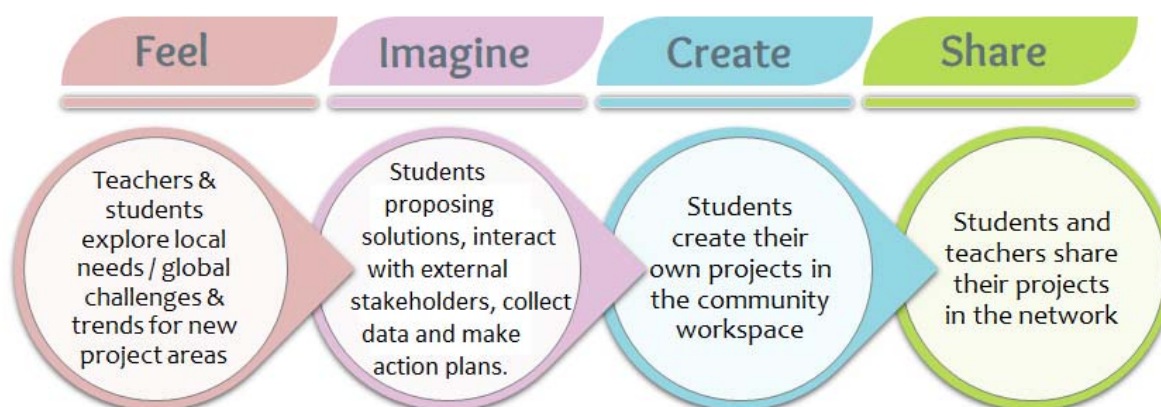 Feel
Imagine
Create
Share
Teachers &
students
explore local
needs / global
challenges &
trends for new
project areas
Students
proposing
solutions, interact
with external
stakeholders, collect
data and make
action plans.
Students
create their
own projects in
the community
workspace
Students and
teachers share
their projects
in the network